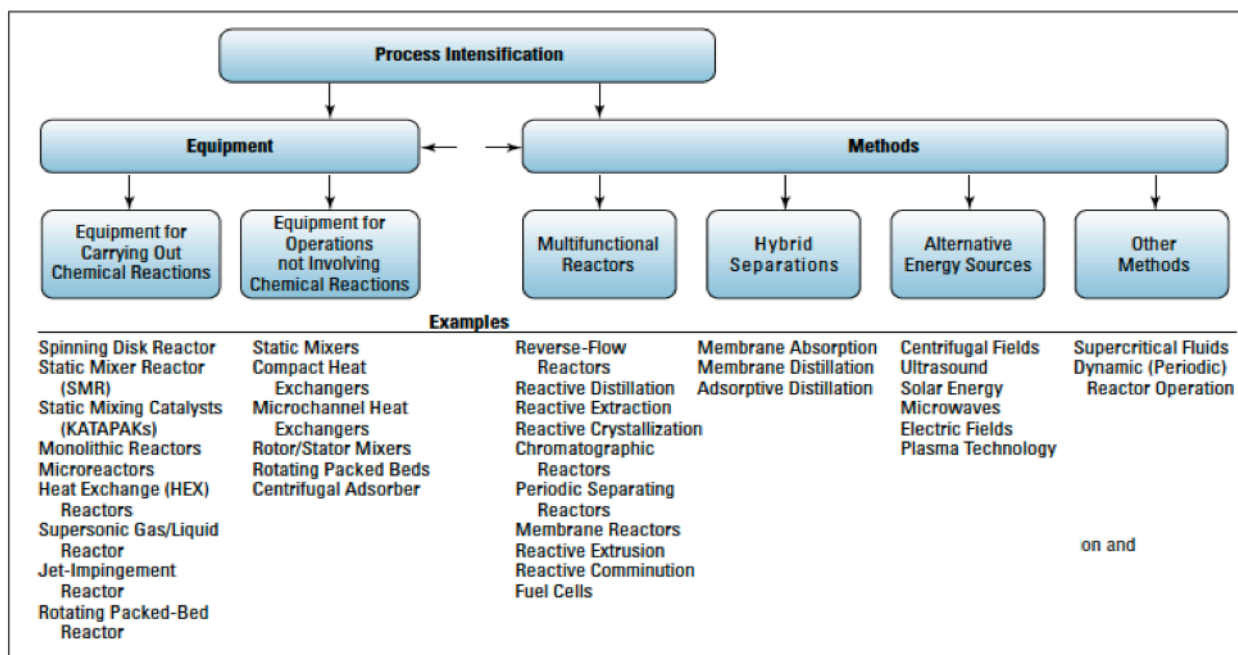 Process Intensification
Equipment
Methods
Equipment for
Carrying Out
Chemical Reactions
Equipment for
Operations
not Involving
Chemical Reactions
Multifunctional
Reactors
Hybrid
Separations
Alternative
Energy Sources
Other
Methods
Examples
Spinning Disk Reactor
Static Mixer Reactor
(SMR)
Static Mixing Catalysts
(KATAPAKs)
Monolithic Reactors
Microreactors
Heat Exchange (HEX)
Reactors
Supersonic Gas/Liquid
Reactor
Jet-Impingement
Reactor
Rotating Packed-Bed
Reactor
Static Mixers
Compact Heat
Exchangers
Microchannel Heat
Exchangers
Rotor/Stator Mixers
Rotating Packed Beds
Centrifugal Adsorber
Reverse-Flow
Reactors
Reactive Distillation
Reactive Extraction
Reactive Crystallization
Chromatographic
Reactors
Periodic Separating
Reactors
Membrane Reactors
Reactive Extrusion
Reactive Comminution
Fuel Cells
Membrane Absorption
Membrane Distillation
Adsorptive Distillation
Centrifugal Fields
Ultrasound
Solar Energy
Microwaves
Electric Fields
Plasma Technology
Supercritical Fluids
Dynamic (Periodic)
Reactor Operation
on and